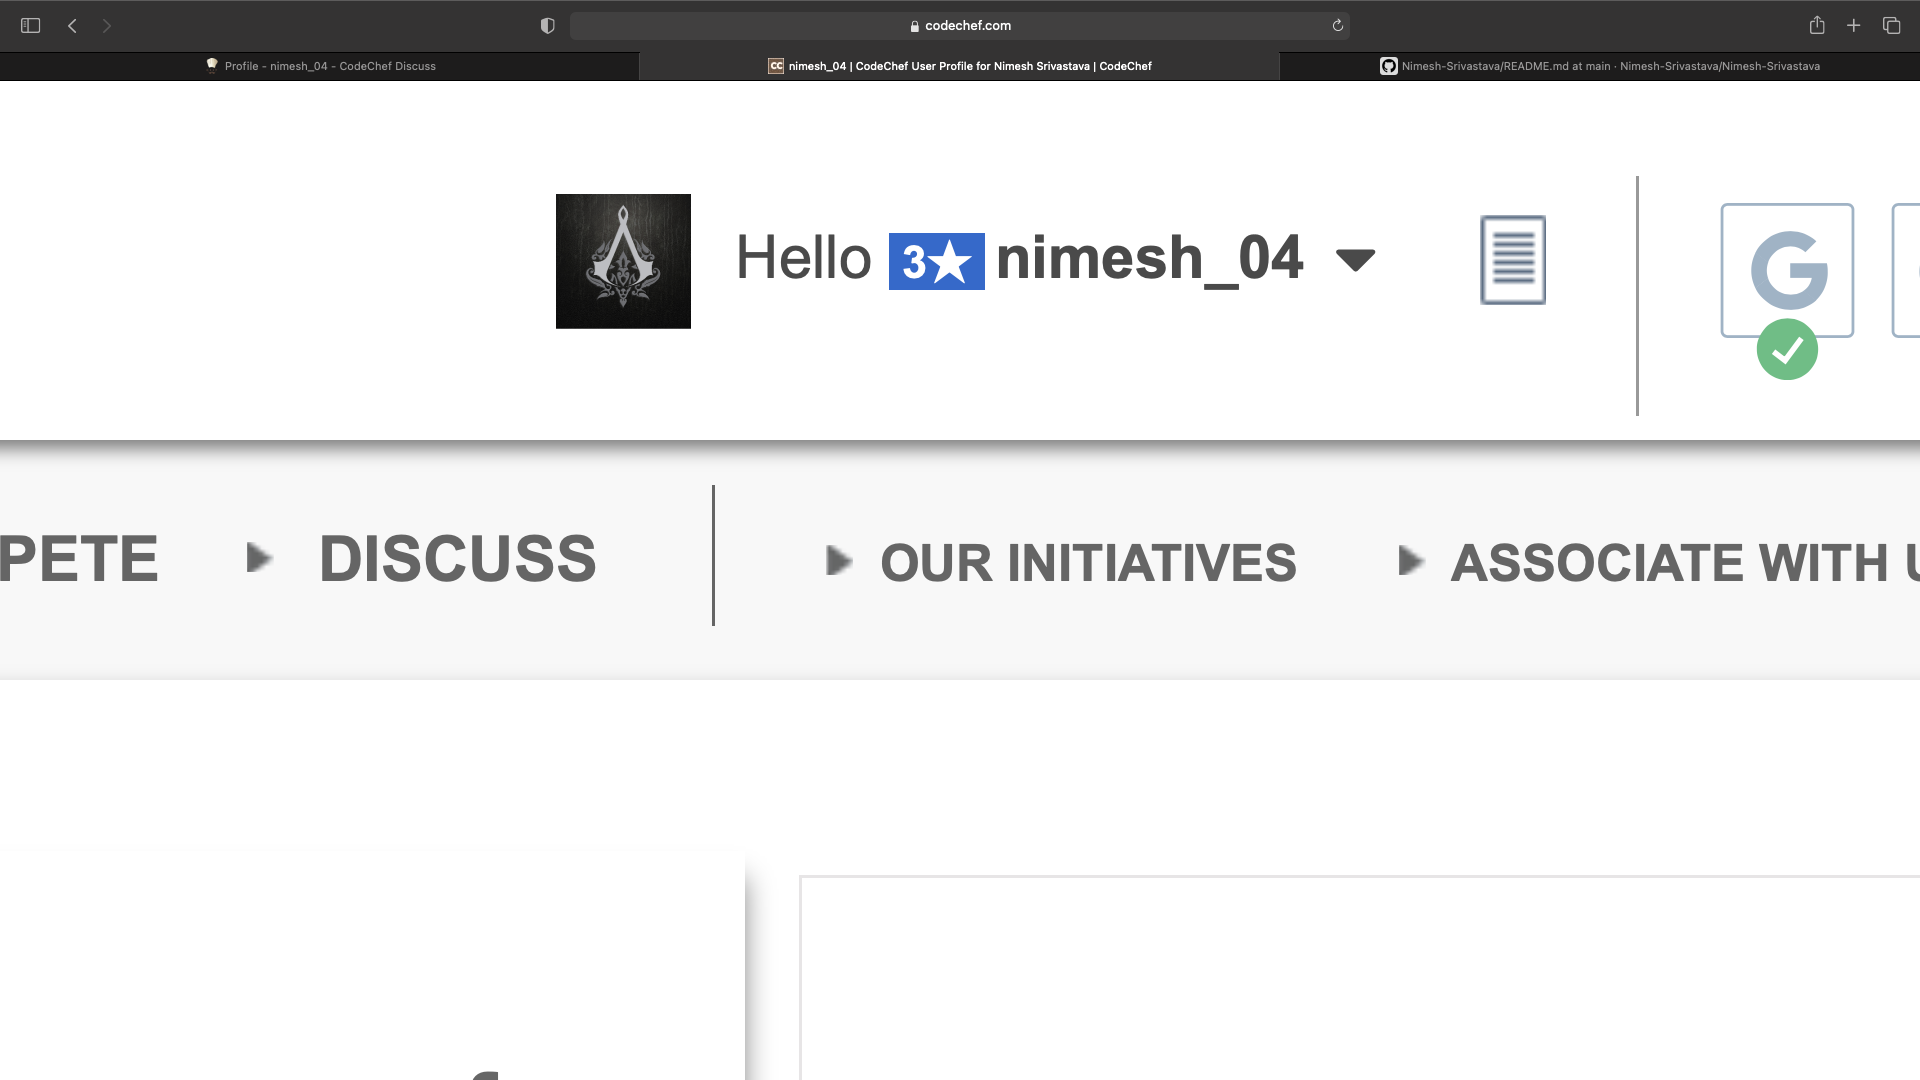 codechef.com
Profile - nimesh_04 - CodeChef Discuss
CC nimesh_04 | CodeChef User Profile for Nimesh Srivastava | CodeChef
Nimesh-Srivastava/README.md at main · Nimesh-Srivastava/Nimesh-Srivastava
Hello 3★ nimesh_04
G
PETE DISCUSS OUR INITIATIVES ASSOCIATE WITH U